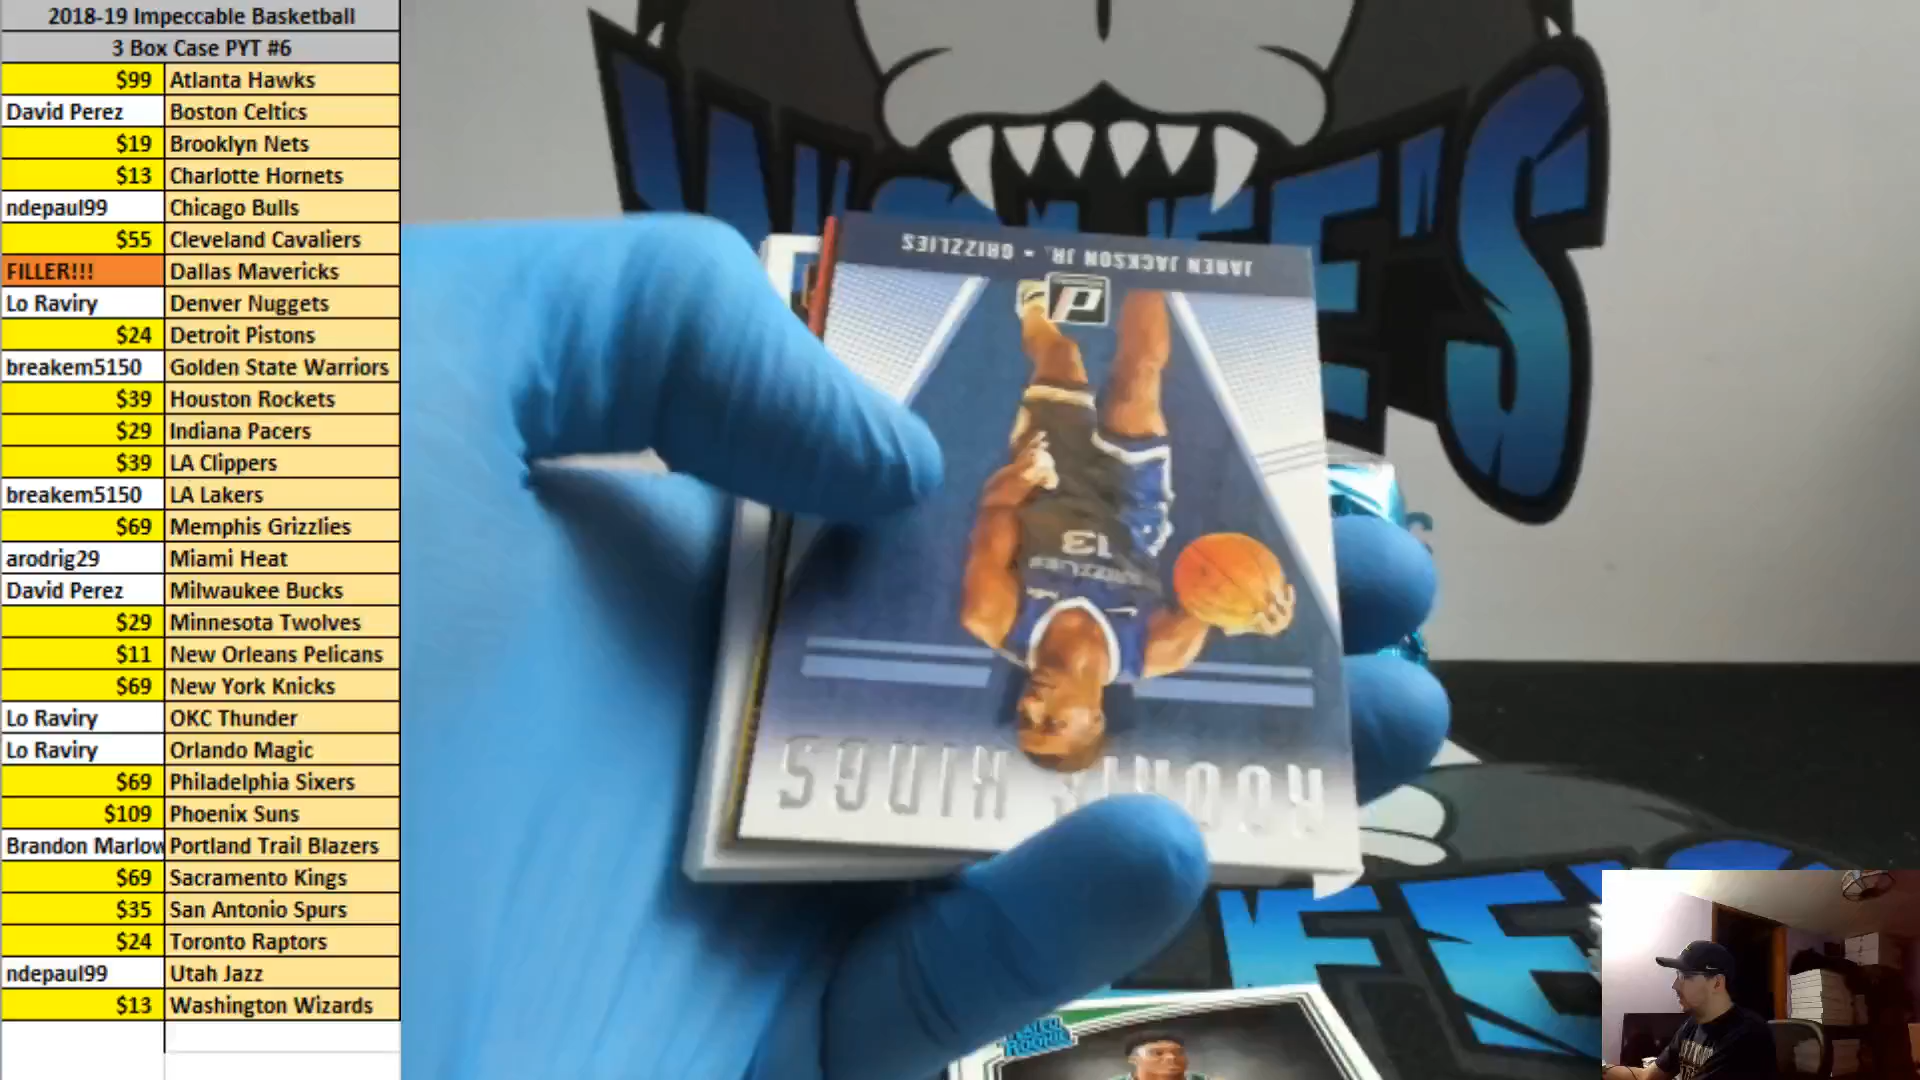 2018-19 Impeccable Basketball
3 Box Case PYT #6
$99 Atlanta Hawks
David Perez Boston Celtics
$19 Brooklyn Nets
$13 Charlotte Hornets
ndepaul99 Chicago Bulls
$55 Cleveland Cavaliers
FILLER!!! Dallas Mavericks
Lo Raviry Denver Nuggets
$24 Detroit Pistons
breakem5150 Golden State Warriors
$39 Houston Rockets
$29 Indiana Pacers
$39 LA Clippers
breakem5150 LA Lakers
$69 Memphis Grizzlies
arodrig29 Miami Heat
David Perez Milwaukee Bucks
$29 Minnesota Twolves
$11 New Orleans Pelicans
$69 New York Knicks
Lo Raviry OKC Thunder
Lo Raviry Orlando Magic
$69 Philadelphia Sixers
$109 Phoenix Suns
Brandon Marlow Portland Trail Blazers
$69 Sacramento Kings
$35 San Antonio Spurs
$24 Toronto Raptors
ndepaul99 Utah Jazz
$13 Washington Wizards
JAREN JACKSON JR. - GRIZZLIES
13
ROOKIE KINGS
RATED ROOKIE